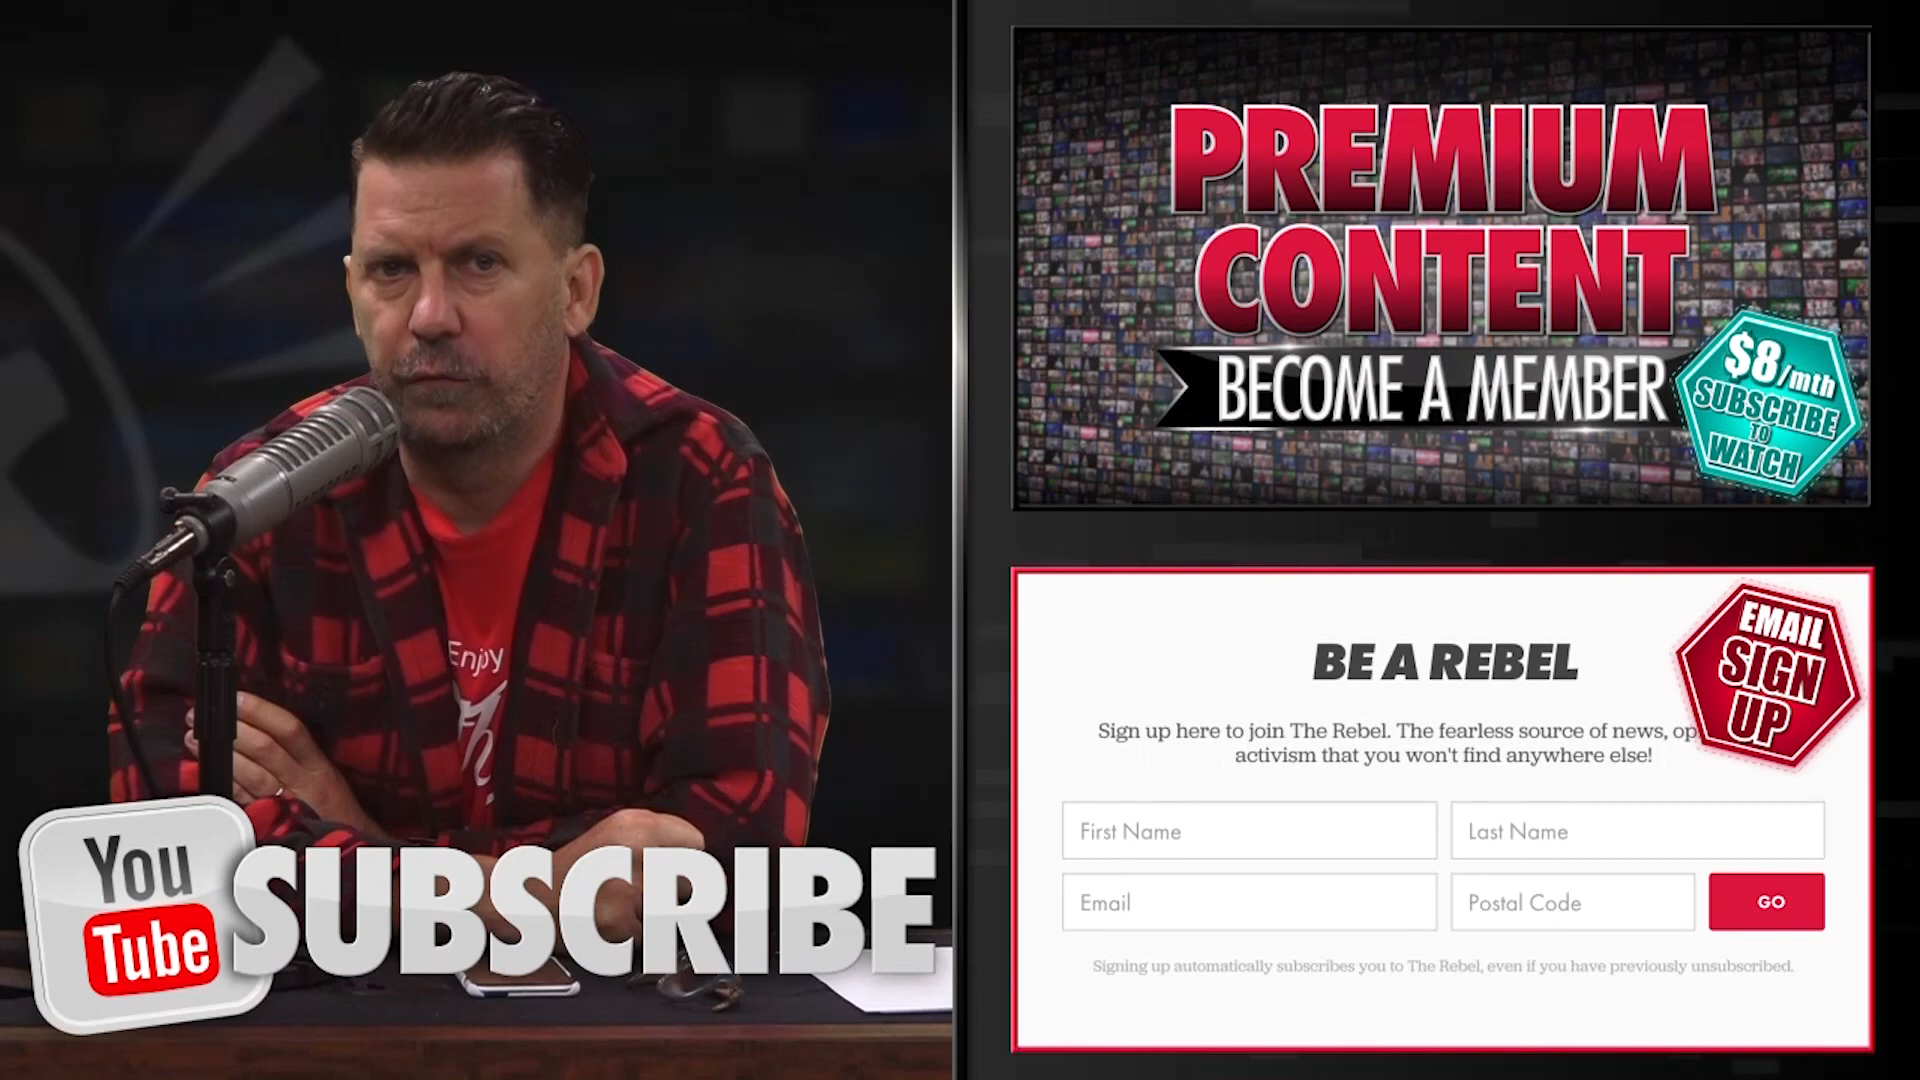 Enjoy
You
Tube
SUBSCRIBE
PREMIUM
CONTENT
BECOME A MEMBER
$8/mth
SUBSCRIBE
TO
WATCH
EMAIL
SIGN
UP
BE A REBEL
Sign up here to join The Rebel. The fearless source of news,
activism that you won't find anywhere else!
First Name
Last Name
Email
Postal Code
GO
Signing up automatically subscribes you to The Rebel, even if you have previously unsubscribed.